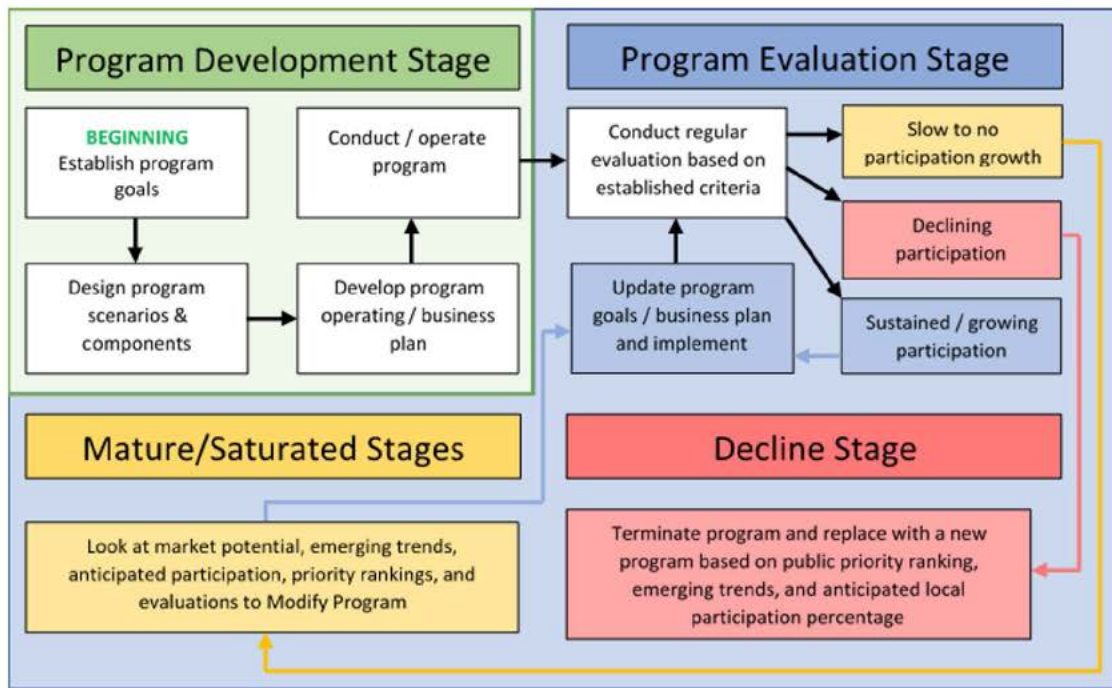 Program Development Stage
BEGINNING
Establish program
goals
Conduct / operate
program
Design program
scenarios &
components
Develop program
operating / business
plan
Program Evaluation Stage
Conduct regular
evaluation based on
established criteria
Slow to no
participation growth
Declining
participation
Update program
goals / business plan
and implement
Sustained / growing
participation
Mature/Saturated Stages
Look at market potential, emerging trends,
anticipated participation, priority rankings, and
evaluations to Modify Program
Decline Stage
Terminate program and replace with a new
program based on public priority ranking,
emerging trends, and anticipated local
participation percentage